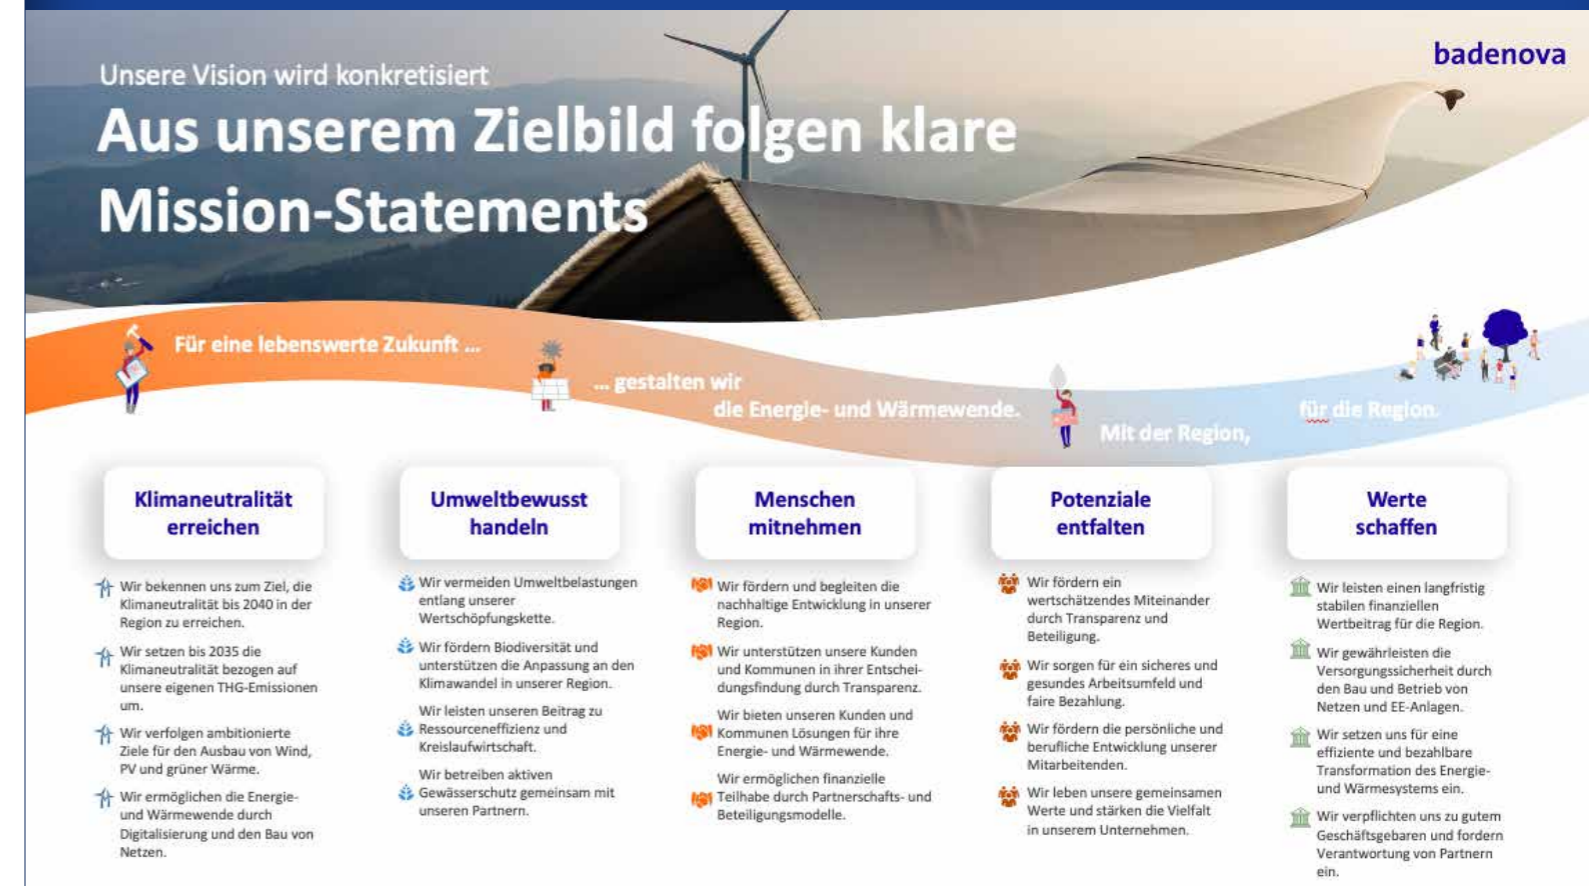 badenova
Unsere Vision wird konkretisiert
Aus unserem Zielbild folgen klare
Mission-Statements
Für eine lebenswerte Zukunft ...
... gestalten wir
die Energie- und Wärmewende.
Mit der Region,
für die Region.
Klimaneutralität
erreichen
Wir bekennen uns zum Ziel, die
Klimaneutralität bis 2040 in der
Region zu erreichen.
Wir setzen bis 2035 die
Klimaneutralität bezogen auf
unsere eigenen THG-Emissionen
um.
Wir verfolgen ambitionierte
Ziele für den Ausbau von Wind,
PV und grüner Wärme.
Wir ermöglichen die Energie-
und Wärmewende durch
Digitalisierung und den Bau von
Netzen.
Umweltbewusst
handeln
Wir vermeiden Umweltbelastungen
entlang unserer
Wertschöpfungskette.
Wir fördern Biodiversität und
unterstützen die Anpassung an den
Klimawandel in unserer Region.
Wir leisten unseren Beitrag zu
Ressourceneffizienz und
Kreislaufwirtschaft.
Wir betreiben aktiven
Gewässerschutz gemeinsam mit
unseren Partnern.
Menschen
mitnehmen
Wir fördern und begleiten die
nachhaltige Entwicklung in unserer
Region.
Wir unterstützen unsere Kunden
und Kommunen in ihrer Entschei-
dungsfindung durch Transparenz.
Wir bieten unseren Kunden und
Kommunen Lösungen für ihre
Energie- und Wärmewende.
Wir ermöglichen finanzielle
Teilhabe durch Partnerschafts- und
Beteiligungsmodelle.
Potenziale
entfalten
Wir fördern ein
wertschätzendes Miteinander
durch Transparenz und
Beteiligung.
Wir sorgen für ein sicheres und
gesundes Arbeitsumfeld und
faire Bezahlung.
Wir fördern die persönliche und
berufliche Entwicklung unserer
Mitarbeitenden.
Wir leben unsere gemeinsamen
Werte und stärken die Vielfalt
in unserem Unternehmen.
Werte
schaffen
Wir leisten einen langfristig
stabilen finanziellen
Wertbeitrag für die Region.
Wir gewährleisten die
Versorgungssicherheit durch
den Bau und Betrieb von
Netzen und EE-Anlagen.
Wir setzen uns für eine
effiziente und bezahlbare
Transformation des Energie-
und Wärmesystems ein.
Wir verpflichten uns zu gutem
Geschäftsgebaren und fordern
Verantwortung von Partnern
ein.